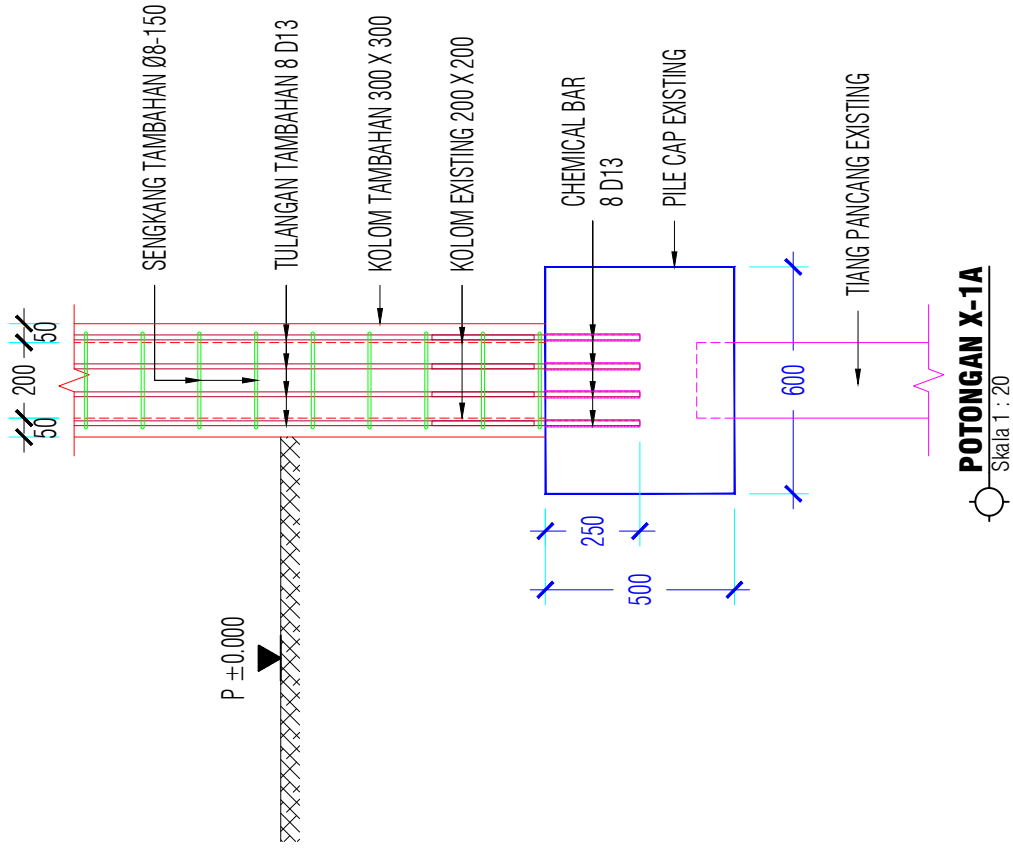 50
200
50
SENGKANG TAMBAHAN Ø8-150
TULANGAN TAMBAHAN 8 D13
KOLOM TAMBAHAN 300 X 300
KOLOM EXISTING 200 X 200
CHEMICAL BAR
8 D13
PILE CAP EXISTING
TIANG PANCANG EXISTING
P ±0.000
250
500
600
POTONGAN X-1A
Skala 1 : 20